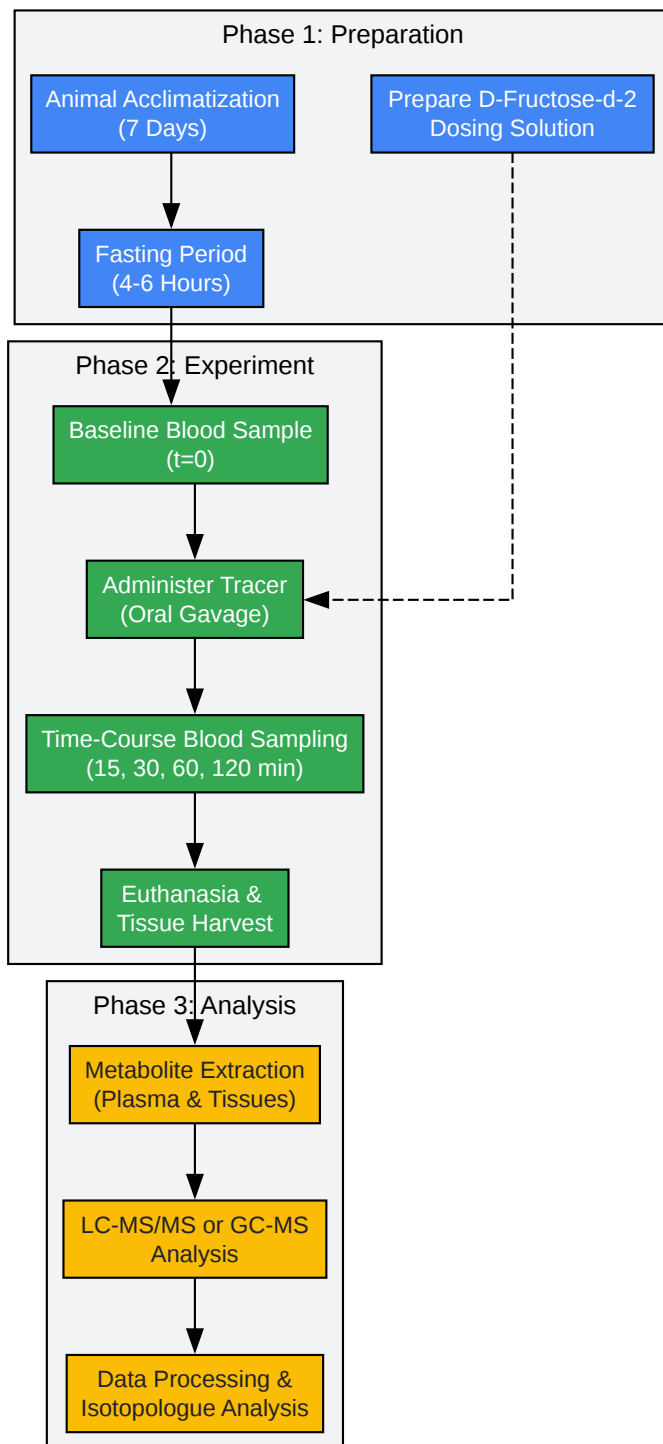 Phase 1: Preparation
Animal Acclimatization
(7 Days)
Prepare D-Fructose-d-2
Dosing Solution
Fasting Period
(4-6 Hours)
Phase 2: Experiment
Baseline Blood Sample
(t=0)
Administer Tracer
(Oral Gavage)
Time-Course Blood Sampling
(15, 30, 60, 120 min)
Euthanasia &
Tissue Harvest
Phase 3: Analysis
Metabolite Extraction
(Plasma & Tissues)
LC-MS/MS or GC-MS
Analysis
Data Processing &
Isotopologue Analysis